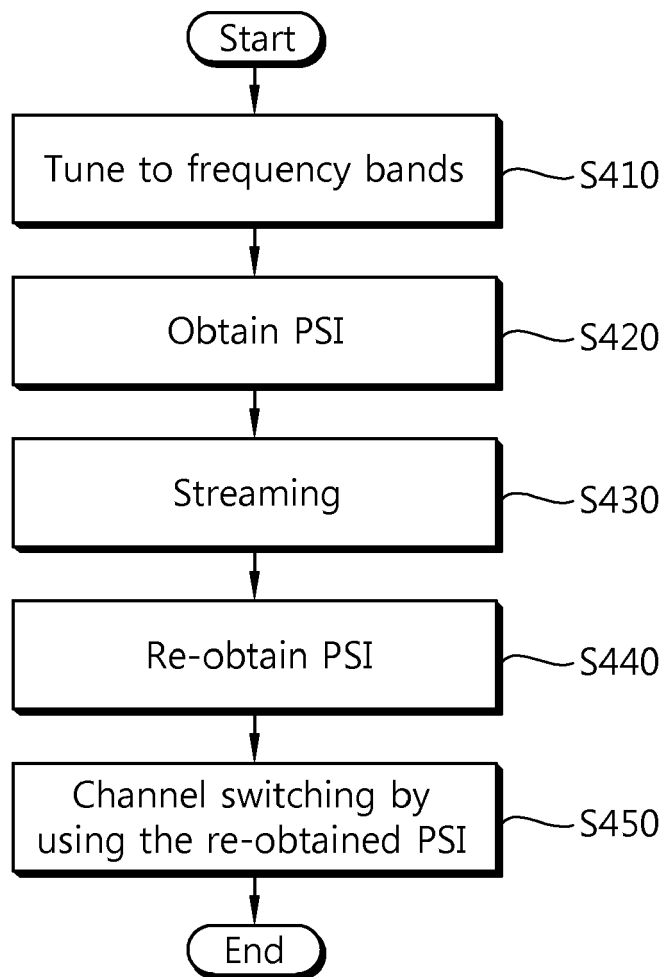 Start
Tune to frequency bands
S410
Obtain PSI
S420
Streaming
S430
Re-obtain PSI
S440
Channel switching by
using the re-obtained PSI
S450
End